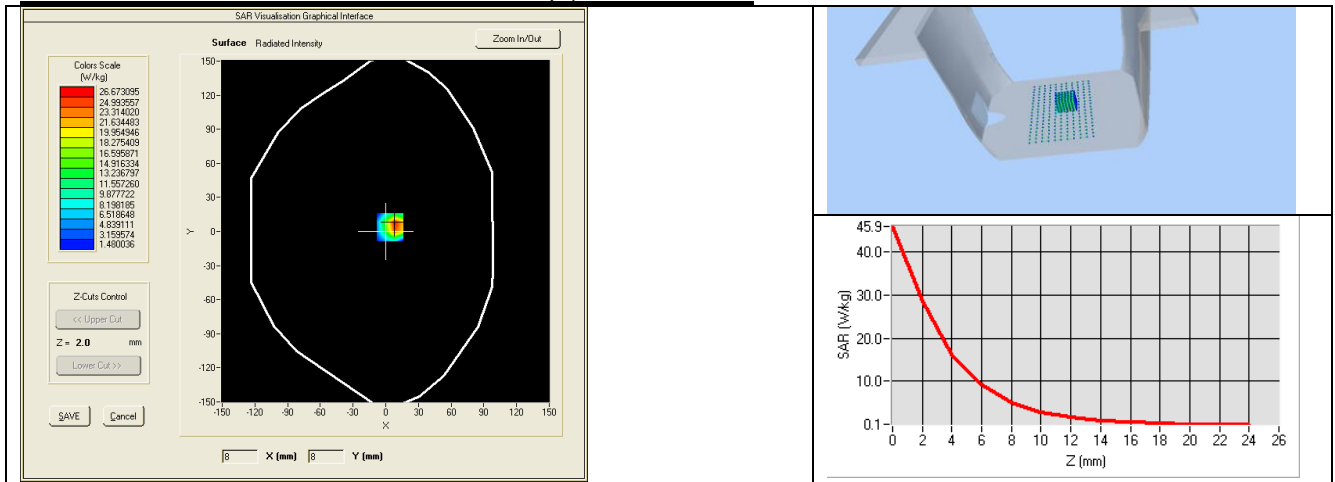 SAR Visualisation Graphical Interface
Surface Radiated Intensity
Zoom In/Out
Colors Scale
(W/kg)
26.673095
24.993557
23.314020
21.634483
19.954946
18.275409
16.595871
14.916334
13.236797
11.557260
9.877722
8.198185
6.518648
4.839111
3.159574
1.480036
Z-Cuts Control
<< Upper Cut
Z = 2.0 mm
Lower Cut >>
SAVE Cancel
150
120
90
60
30
0
-30
-60
-90
-120
-150
Y
-150 -120 -90 -60 -30 0 30 60 90 120 150
X
8 X (mm) 8 Y (mm)
45.9
40.0
30.0
20.0
10.0
0.1
SAR (W/kg)
0 2 4 6 8 10 12 14 16 18 20 22 24 26
Z (mm)